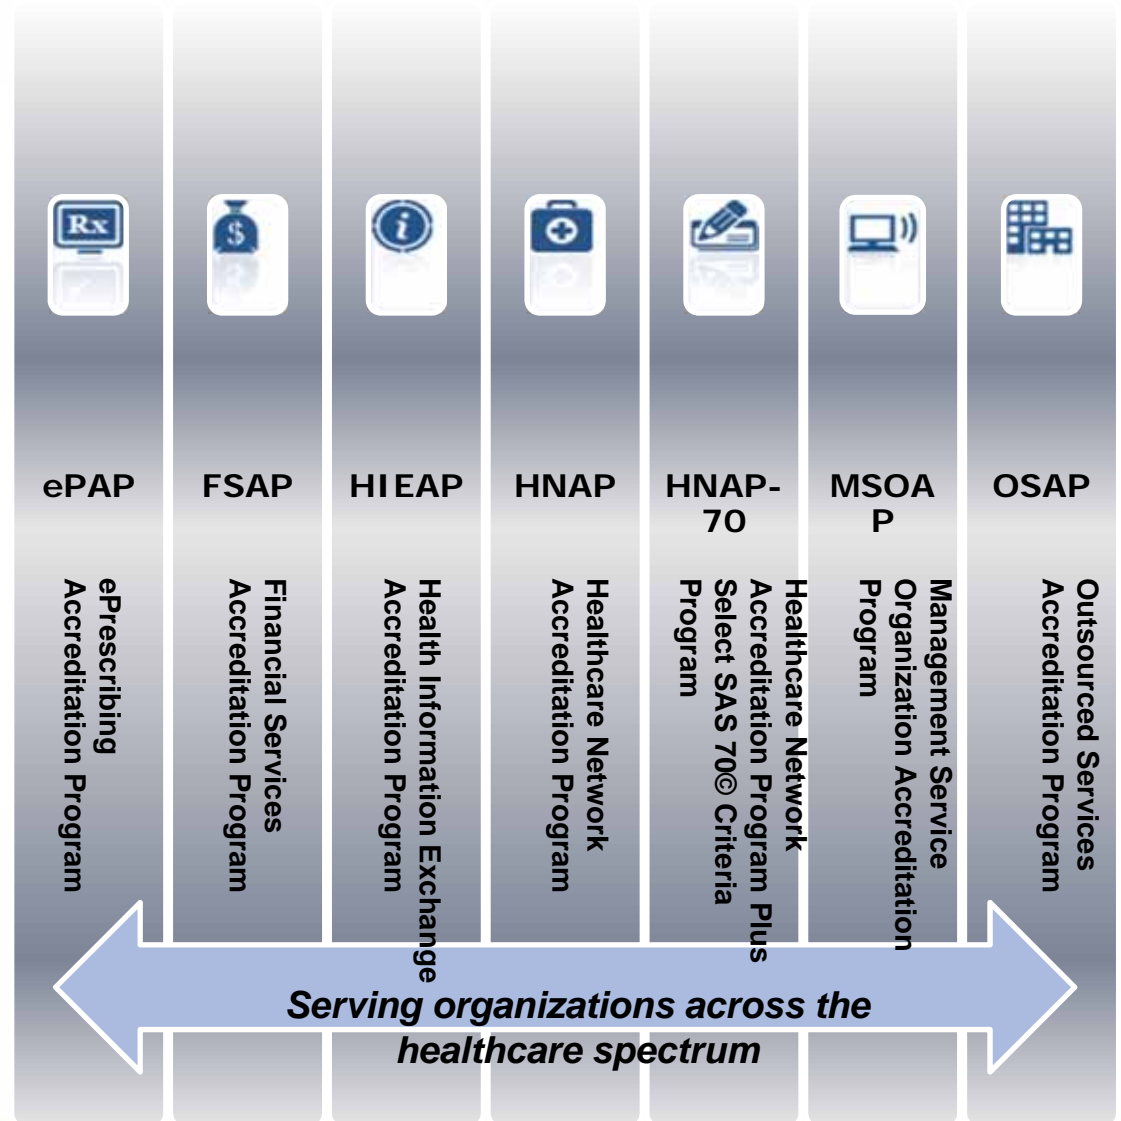 Rx
$
i
ePAP
FSAP
HIEAP
HNAP
HNAP-
70
MSOA
P
OSAP
ePrescribing
Accreditation Program
Financial Services
Accreditation Program
Health Information Exchange
Accreditation Program
Healthcare Network
Accreditation Program
Healthcare Network
Accreditation Program Plus
Select SAS 70© Criteria
Program
Management Service
Organization Accreditation
Program
Outsourced Services
Accreditation Program
Serving organizations across the
healthcare spectrum